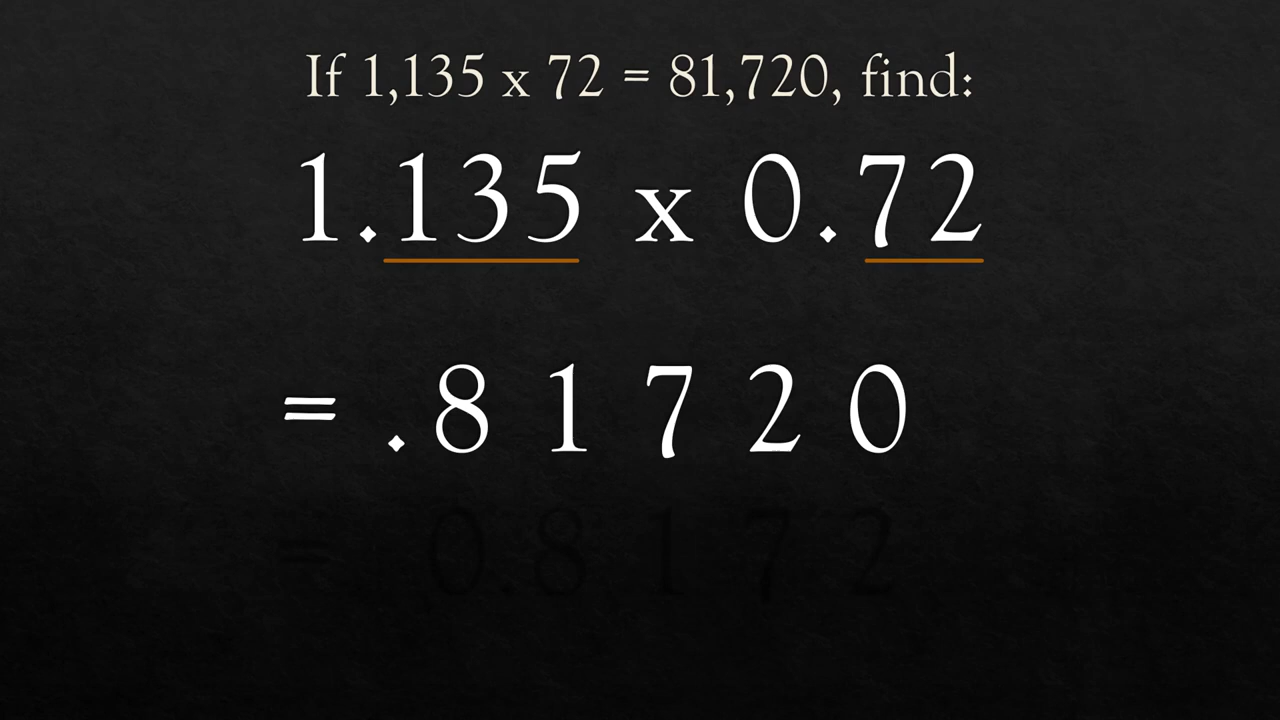 If 1,135 x 72 = 81,720, find:
1.135 x 0.72
= .8 1 7 2 0
= 0.8 1 7 2